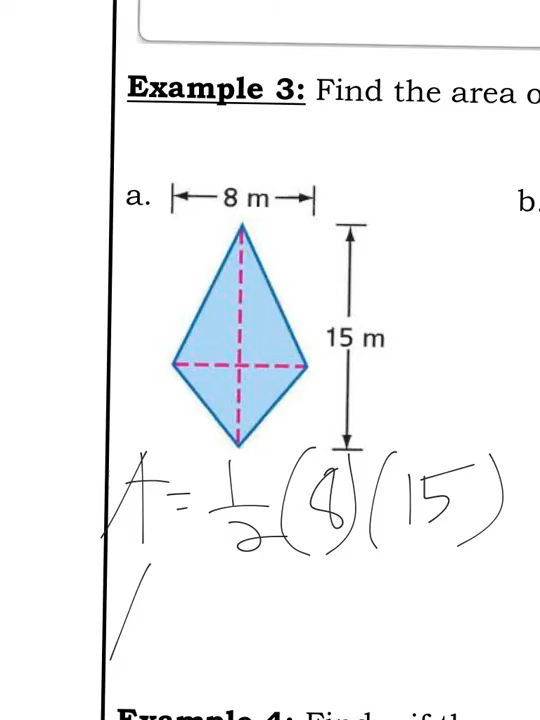 Example 3: Find the area o
a. 8 m b.
15 m
A = 1/2 (8)(15)
Example 4: Find